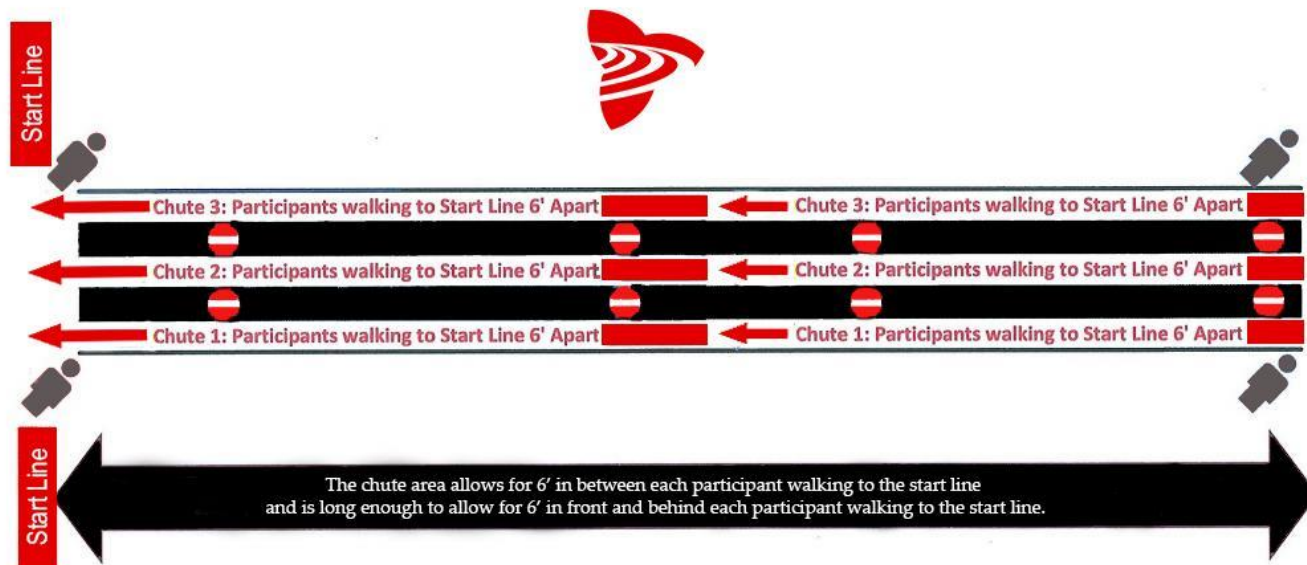 Start Line
Chute 3: Participants walking to Start Line 6' Apart
Chute 3: Participants walking to Start Line 6' Apart
Chute 2: Participants walking to Start Line 6' Apart
Chute 2: Participants walking to Start Line 6' Apart
Chute 1: Participants walking to Start Line 6' Apart
Chute 1: Participants walking to Start Line 6' Apart
Start Line
The chute area allows for 6' in between each participant walking to the start line
and is long enough to allow for 6' in front and behind each participant walking to the start line.